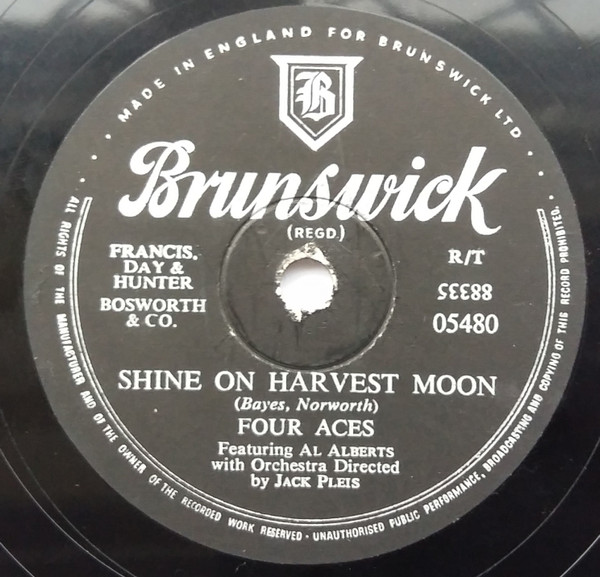 MADE IN ENGLAND FOR BRUNSWICK LTD
B
Brunswick
(REGD.)
FRANCIS,
DAY &
HUNTER
BOSWORTH
& CO.
R/T
88335
05480
SHINE ON HARVEST MOON
(Bayes, Norworth)
FOUR ACES
Featuring AL ALBERTS
with Orchestra Directed
by JACK PLEIS
ALL RIGHTS OF THE MANUFACTURER AND OF THE OWNER OF THE RECORDED WORK RESERVED · UNAUTHORISED PUBLIC PERFORMANCE, BROADCASTING AND COPYING OF THIS RECORD PROHIBITED.